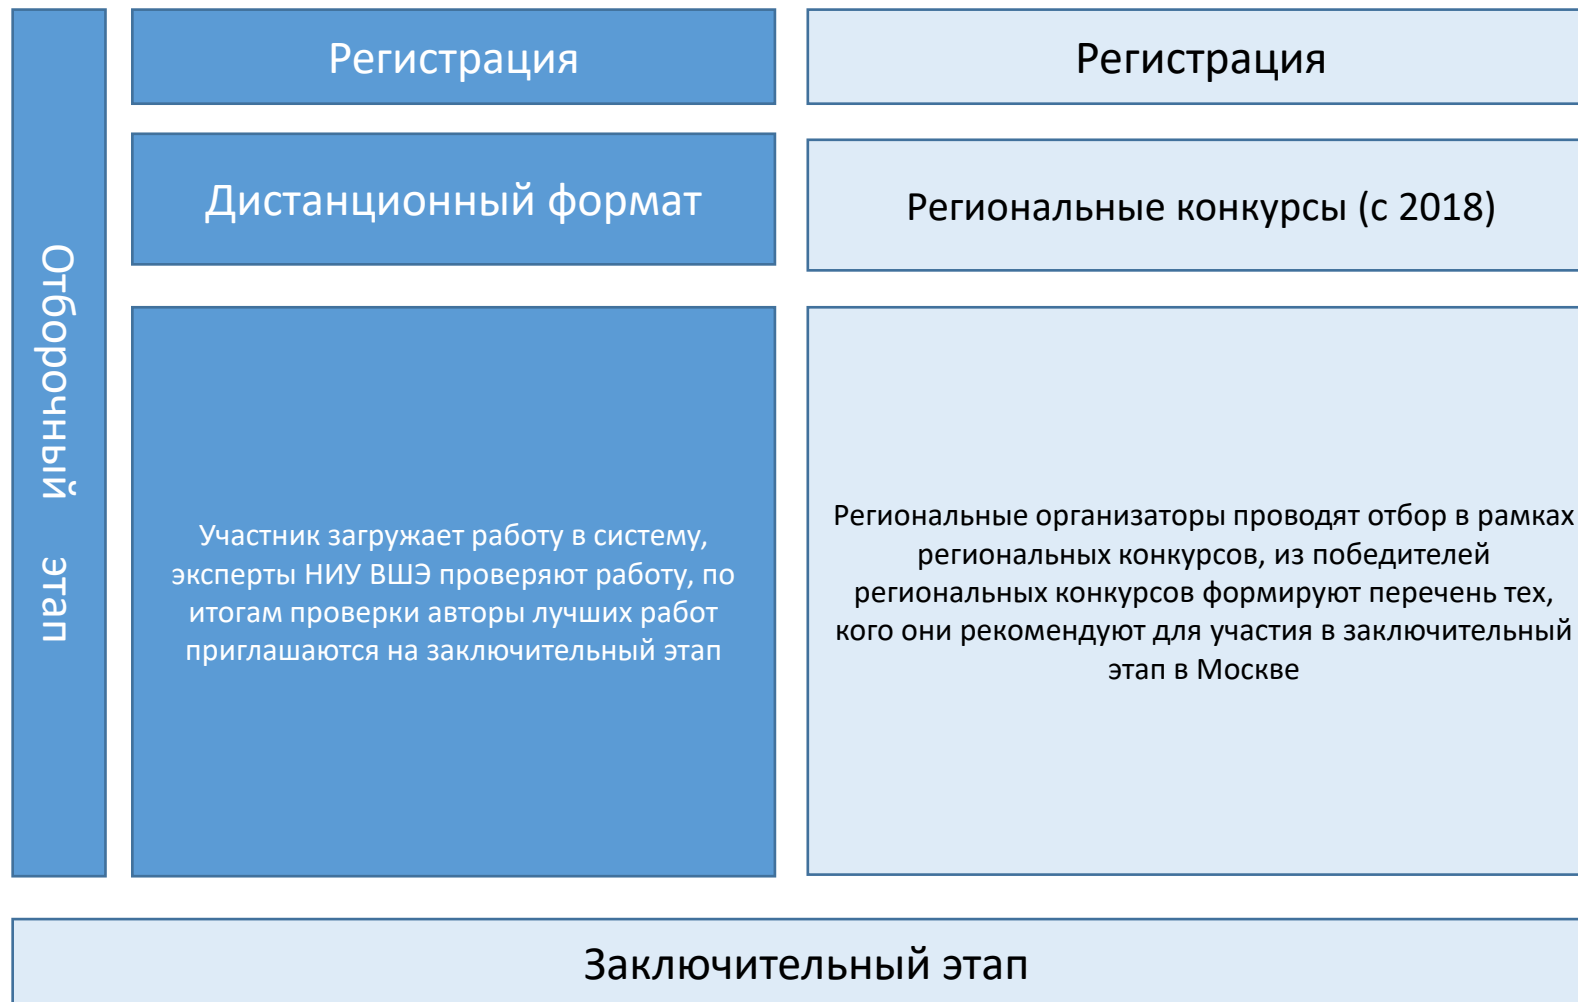 Отборочный этап
Регистрация
Дистанционный формат
Участник загружает работу в систему,
эксперты НИУ ВШЭ проверяют работу, по
итогам проверки авторы лучших работ
приглашаются на заключительный этап
Регистрация
Региональные конкурсы (с 2018)
Региональные организаторы проводят отбор в рамках
региональных конкурсов, из победителей
региональных конкурсов формируют перечень тех,
кого они рекомендуют для участия в заключительный
этап в Москве
Заключительный этап